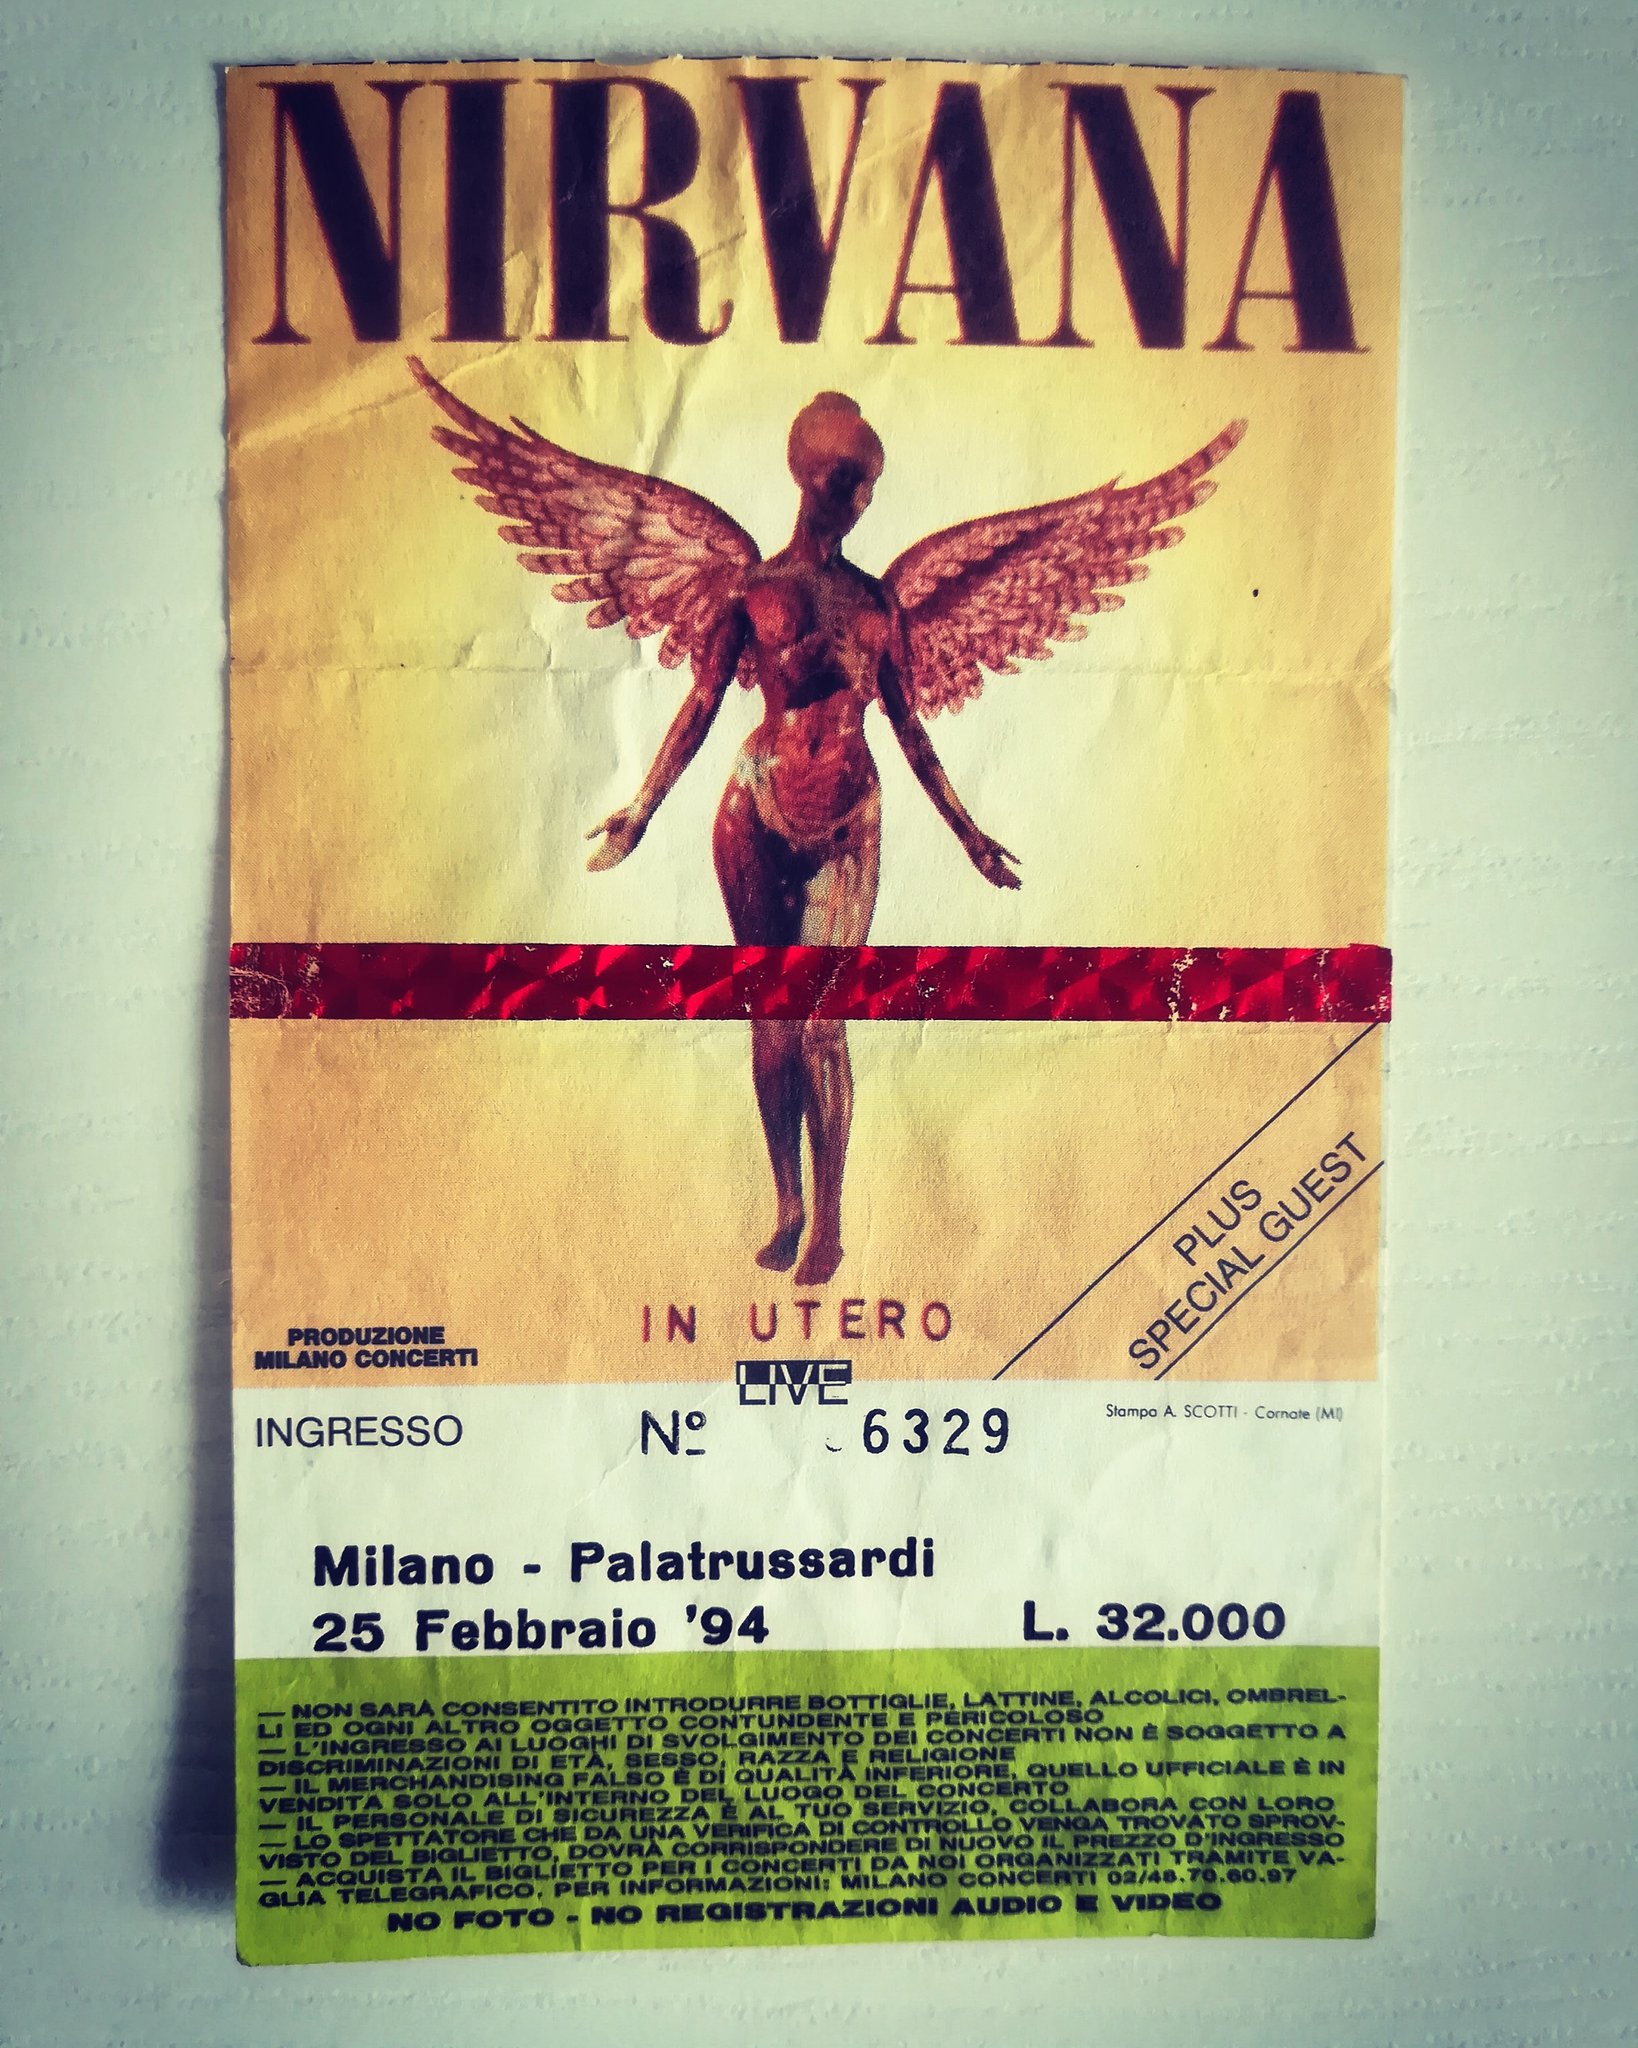 NIRVANA
PLUS
SPECIAL GUEST
IN UTERO
PRODUZIONE
MILANO CONCERTI
LIVE
INGRESSO Nº 6329
Stampa A. SCOTTI - Cornate (MI)
Milano - Palatrussardi
25 Febbraio '94 L. 32.000
— NON SARÀ CONSENTITO INTRODURRE BOTTIGLIE, LATTINE, ALCOLICI, OMBREL-
LI ED OGNI ALTRO OGGETTO CONTUNDENTE E PERICOLOSO
— L'INGRESSO AI LUOGHI DI SVOLGIMENTO DEI CONCERTI NON È SOGGETTO A
DISCRIMINAZIONI DI ETÀ, SESSO, RAZZA E RELIGIONE
— IL MERCHANDISING FALSO È DI QUALITÀ INFERIORE, QUELLO UFFICIALE È IN
VENDITA SOLO ALL'INTERNO DEL LUOGO DEL CONCERTO
— IL PERSONALE DI SICUREZZA È AL TUO SERVIZIO, COLLABORA CON LORO
— LO SPETTATORE CHE DA UNA VERIFICA DI CONTROLLO VENGA TROVATO SPROV-
VISTO DEL BIGLIETTO, DOVRÀ CORRISPONDERE DI NUOVO IL PREZZO D'INGRESSO
— ACQUISTA IL BIGLIETTO PER I CONCERTI DA NOI ORGANIZZATI TRAMITE VA-
GLIA TELEGRAFICO. PER INFORMAZIONI: MILANO CONCERTI 02/48.70.60.97
NO FOTO - NO REGISTRAZIONI AUDIO E VIDEO